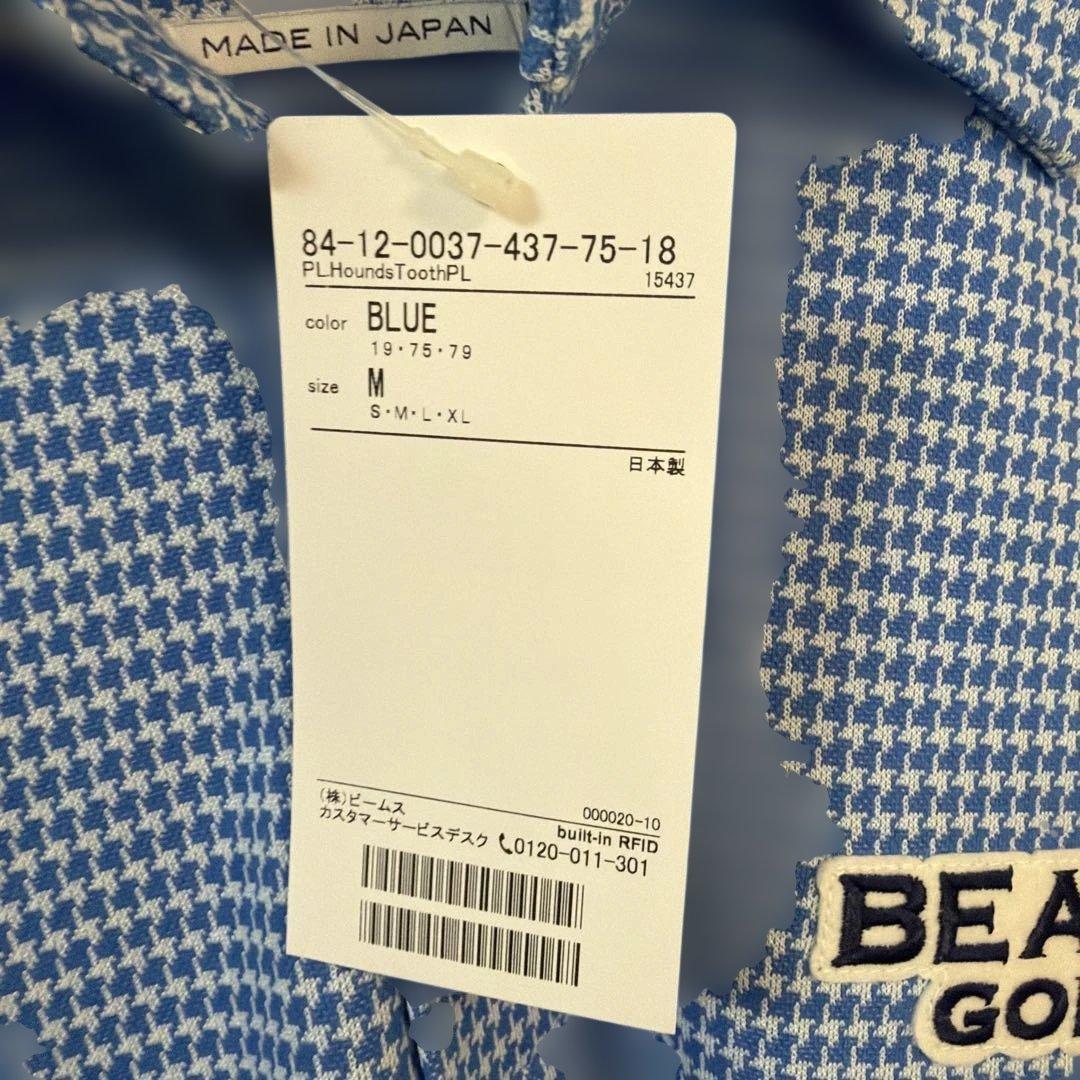 MADE IN JAPAN
84-12-0037-437-75-18
PLHoundsToothPL 15437
color BLUE
19・75・79
size M
S・M・L・XL
日本製
(株)ビームス 000020-10
built-in RFID
カスタマーサービスデスク 0120-011-301
BEA
GO